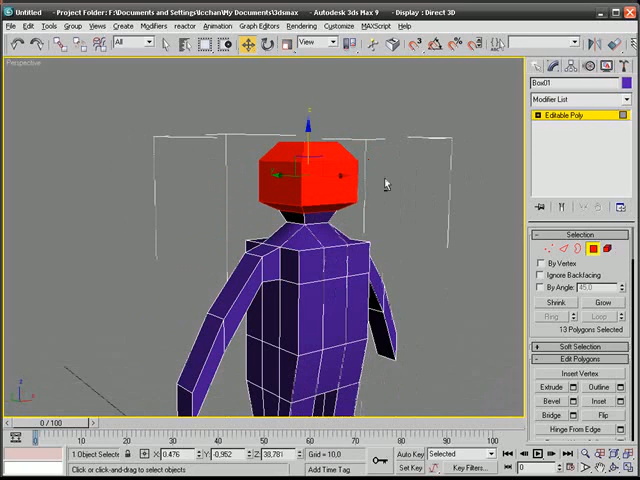 Untitled - Project Folder: F:\Documents and Settings\lcchan\My Documents\3dsmax - Autodesk 3ds Max 9 - Display : Direct 3D
File Edit Tools Group Views Create Modifiers reactor Animation Graph Editors Rendering Customize MAXScript Help
All View
Perspective
Box01
Modifier List
Editable Poly
Selection
By Vertex
Ignore Backfacing
By Angle: 45,0
Shrink Grow
Ring Loop
13 Polygons Selected
Soft Selection
Edit Polygons
Insert Vertex
Extrude Outline
Bevel Inset
Bridge Flip
Hinge From Edge
0 / 100
0 10 20 30 40 50 60 70 80 90 100
1 Object Selected X: 0,476 Y: -0,952 Z: 38,781 Grid = 10,0 Auto Key Selected
Click or click-and-drag to select objects Add Time Tag Set Key Key Filters... 0